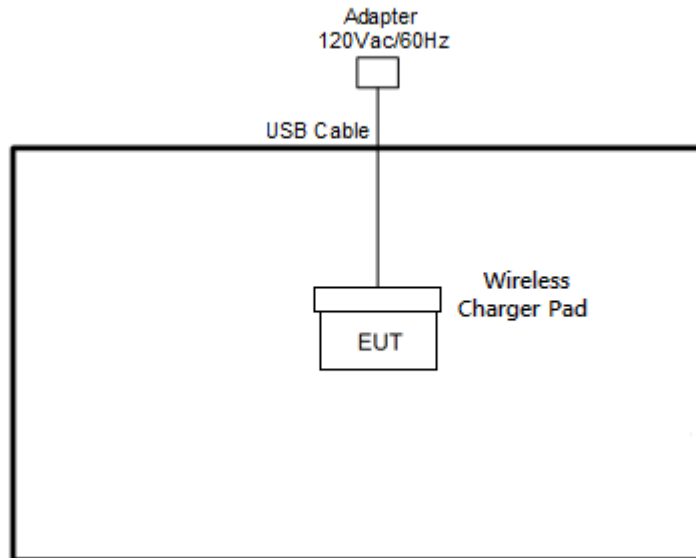 Adapter
120Vac/60Hz
USB Cable
Wireless
Charger Pad
EUT